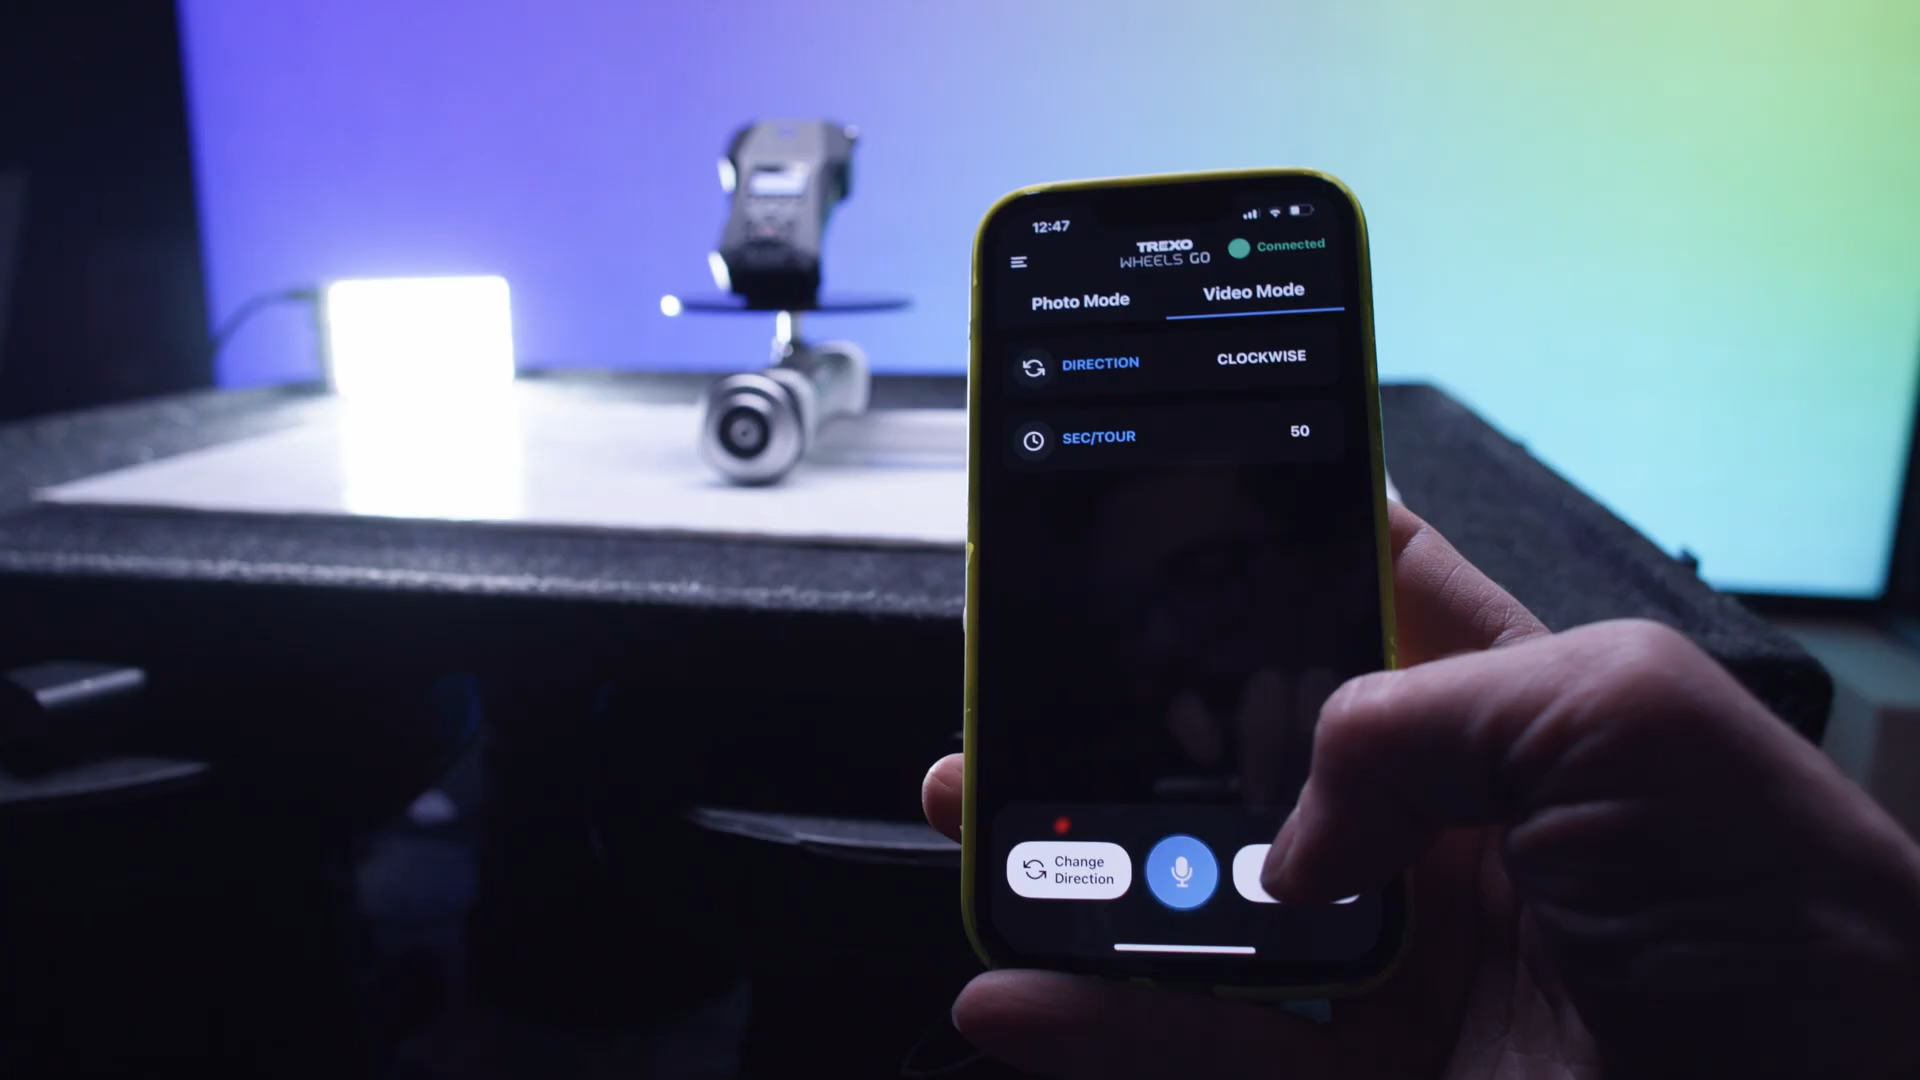 12:47
TREXO
WHEELS GO
Connected
Photo Mode
Video Mode
DIRECTION
CLOCKWISE
SEC/TOUR
50
Change
Direction